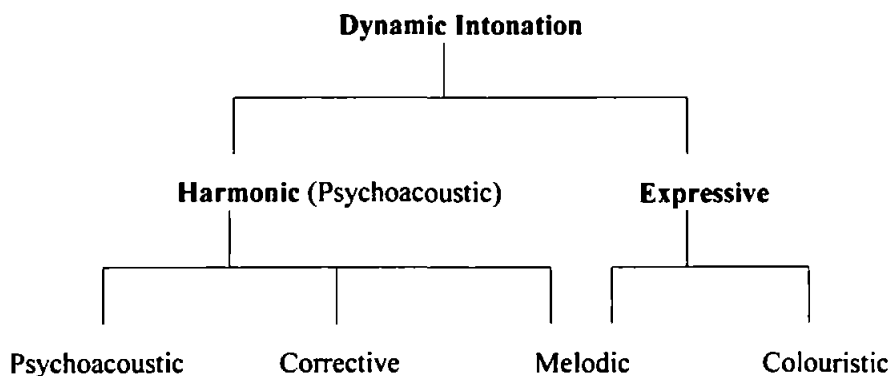 Dynamic Intonation
Harmonic (Psychoacoustic) Expressive
Psychoacoustic Corrective Melodic Colouristic